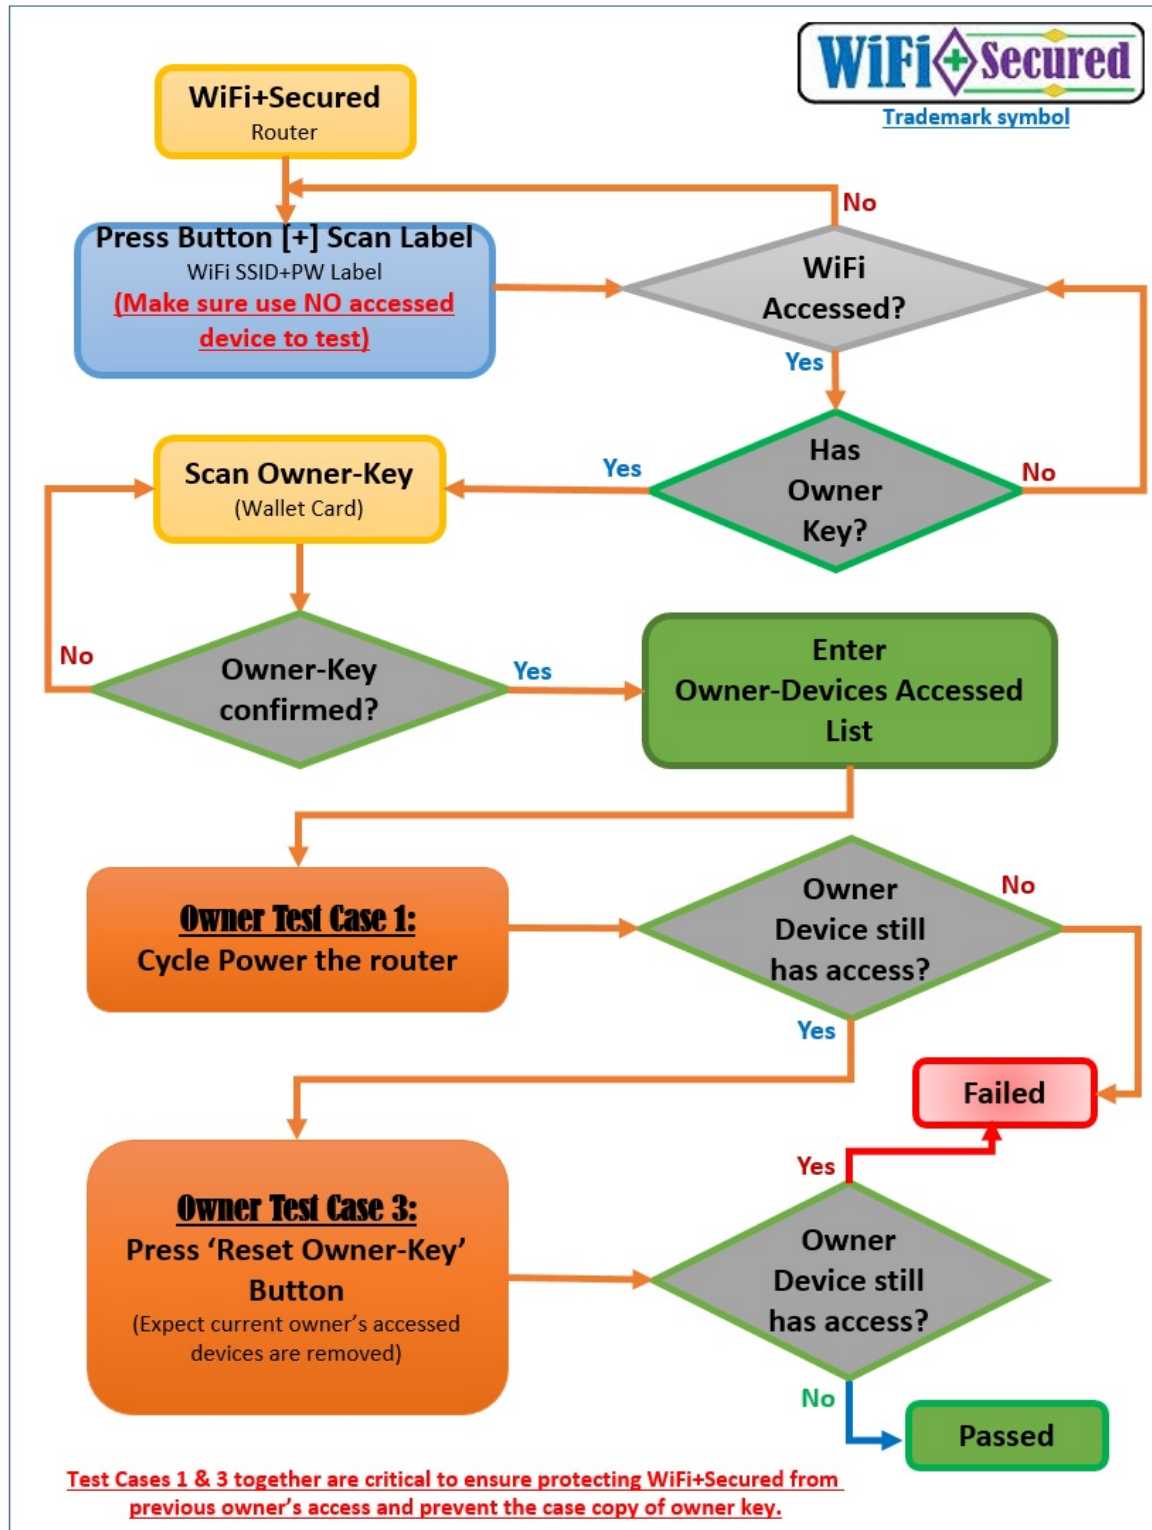 WiFi+Secured
Trademark symbol
WiFi+Secured
Router
No
Press Button [+] Scan Label
WiFi SSID+PW Label
(Make sure use NO accessed
device to test)
WiFi
Accessed?
Yes
Has
Owner
Key?
Yes
No
Scan Owner-Key
(Wallet Card)
No
Owner-Key
confirmed?
Yes
Enter
Owner-Devices Accessed
List
Owner Test Case 1:
Cycle Power the router
Owner
Device still
has access?
No
Yes
Failed
Yes
Owner Test Case 3:
Press ‘Reset Owner-Key’
Button
(Expect current owner’s accessed
devices are removed)
Owner
Device still
has access?
No
Passed
Test Cases 1 & 3 together are critical to ensure protecting WiFi+Secured from
previous owner’s access and prevent the case copy of owner key.